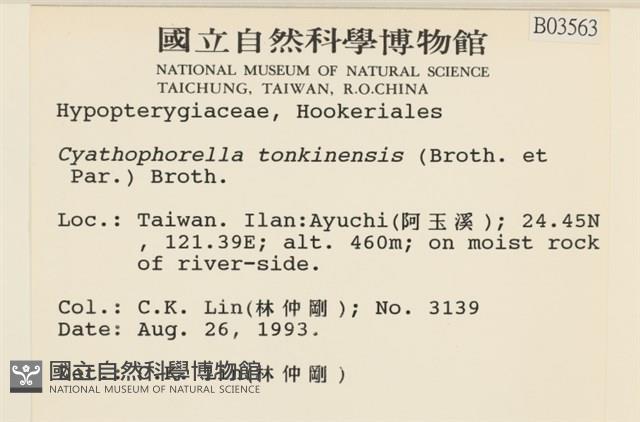 B03563
國立自然科學博物館
NATIONAL MUSEUM OF NATURAL SCIENCE
TAICHUNG, TAIWAN, R.O.CHINA
Hypopterygiaceae, Hookeriales
Cyathophorella tonkinensis (Broth. et
Par.) Broth.
Loc.: Taiwan. Ilan:Ayuchi(阿玉溪); 24.45N
, 121.39E; alt. 460m; on moist rock
of river-side.
Col.: C.K. Lin(林仲剛); No. 3139
Date: Aug. 26, 1993.
林仲剛)
國立自然科學博物館
NATIONAL MUSEUM OF NATURAL SCIENCE